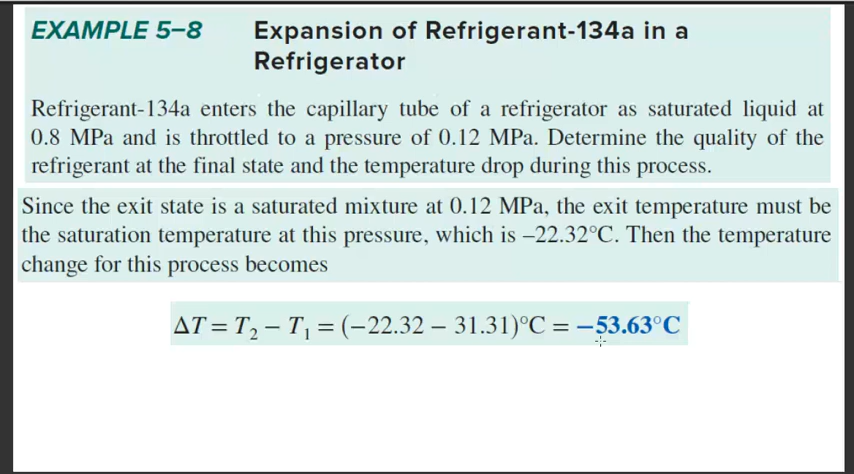 EXAMPLE 5–8 Expansion of Refrigerant-134a in a
Refrigerator
Refrigerant-134a enters the capillary tube of a refrigerator as saturated liquid at
0.8 MPa and is throttled to a pressure of 0.12 MPa. Determine the quality of the
refrigerant at the final state and the temperature drop during this process.
Since the exit state is a saturated mixture at 0.12 MPa, the exit temperature must be
the saturation temperature at this pressure, which is –22.32°C. Then the temperature
change for this process becomes
ΔT = T₂ – T₁ = (–22.32 – 31.31)°C = –53.63°C